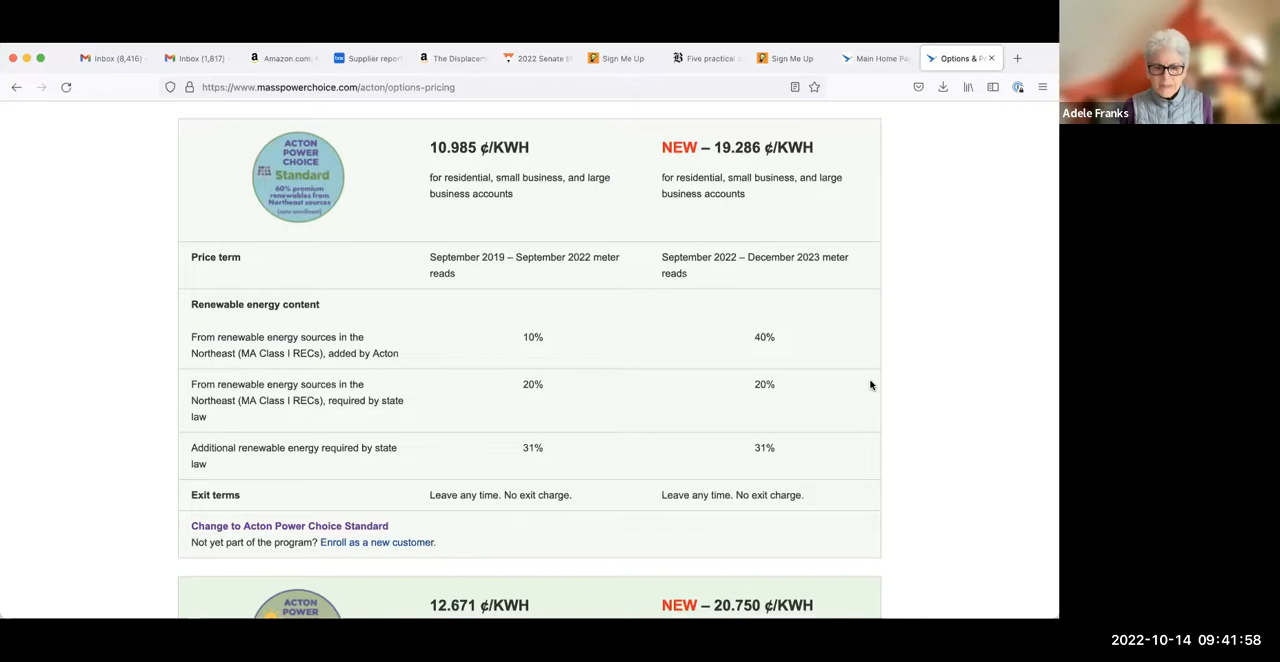 Inbox (8,416)
Inbox (1,817)
Amazon.com:
Supplier report
The Displacem
2022 Senate E
Sign Me Up
Five practical
Sign Me Up
Main Home Pa
Options & P
https://www.masspowerchoice.com/acton/options-pricing
Adele Franks
ACTON
POWER
CHOICE
Standard
60% premium
renewables from
Northeast sources
(auto enrollment)
10.985 ¢/KWH
for residential, small business, and large
business accounts
NEW – 19.286 ¢/KWH
for residential, small business, and large
business accounts
Price term
September 2019 – September 2022 meter
reads
September 2022 – December 2023 meter
reads
Renewable energy content
From renewable energy sources in the
Northeast (MA Class I RECs), added by Acton
10%
40%
From renewable energy sources in the
Northeast (MA Class I RECs), required by state
law
20%
20%
Additional renewable energy required by state
law
31%
31%
Exit terms
Leave any time. No exit charge.
Leave any time. No exit charge.
Change to Acton Power Choice Standard
Not yet part of the program? Enroll as a new customer.
ACTON
POWER
12.671 ¢/KWH
NEW – 20.750 ¢/KWH
2022-10-14 09:41:58